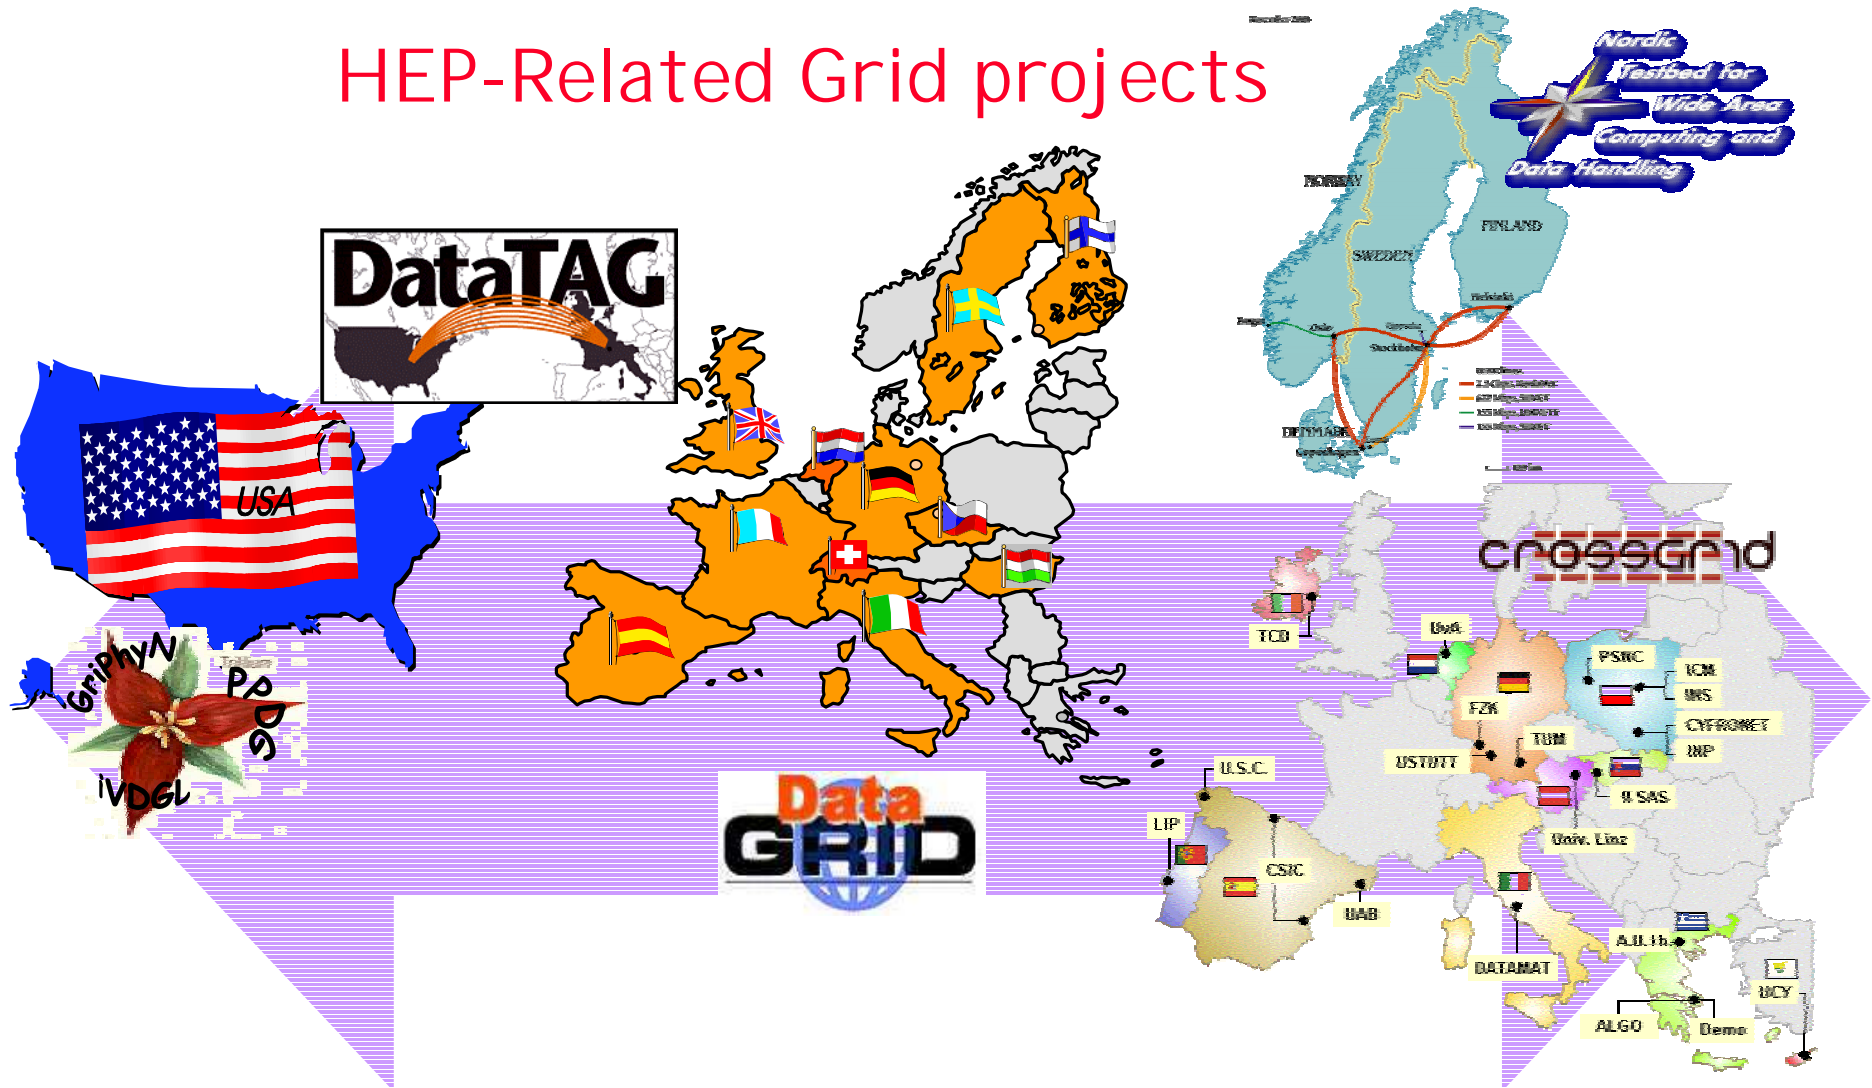 HEP-Related Grid projects
Nordic
Testbed for
Wide Area
Computing and
Data Handling
NORWAY
FINLAND
SWEDEN
Helsinki
Oslo
Stockholm
DENMARK
Copenhagen
DataTAG
USA
GriPhyN
PPDG
iVDGL
Data
GRID
crossGrid
TCD
UvA
PSNC
ICM
INS
FZK
CYFRONET
TUM
INP
USTUTT
U.S.C.
II SAS
LIP
Univ. Linz
CSIC
UAB
A.U.Th.
DATAMAT
UCY
ALGO
Demo